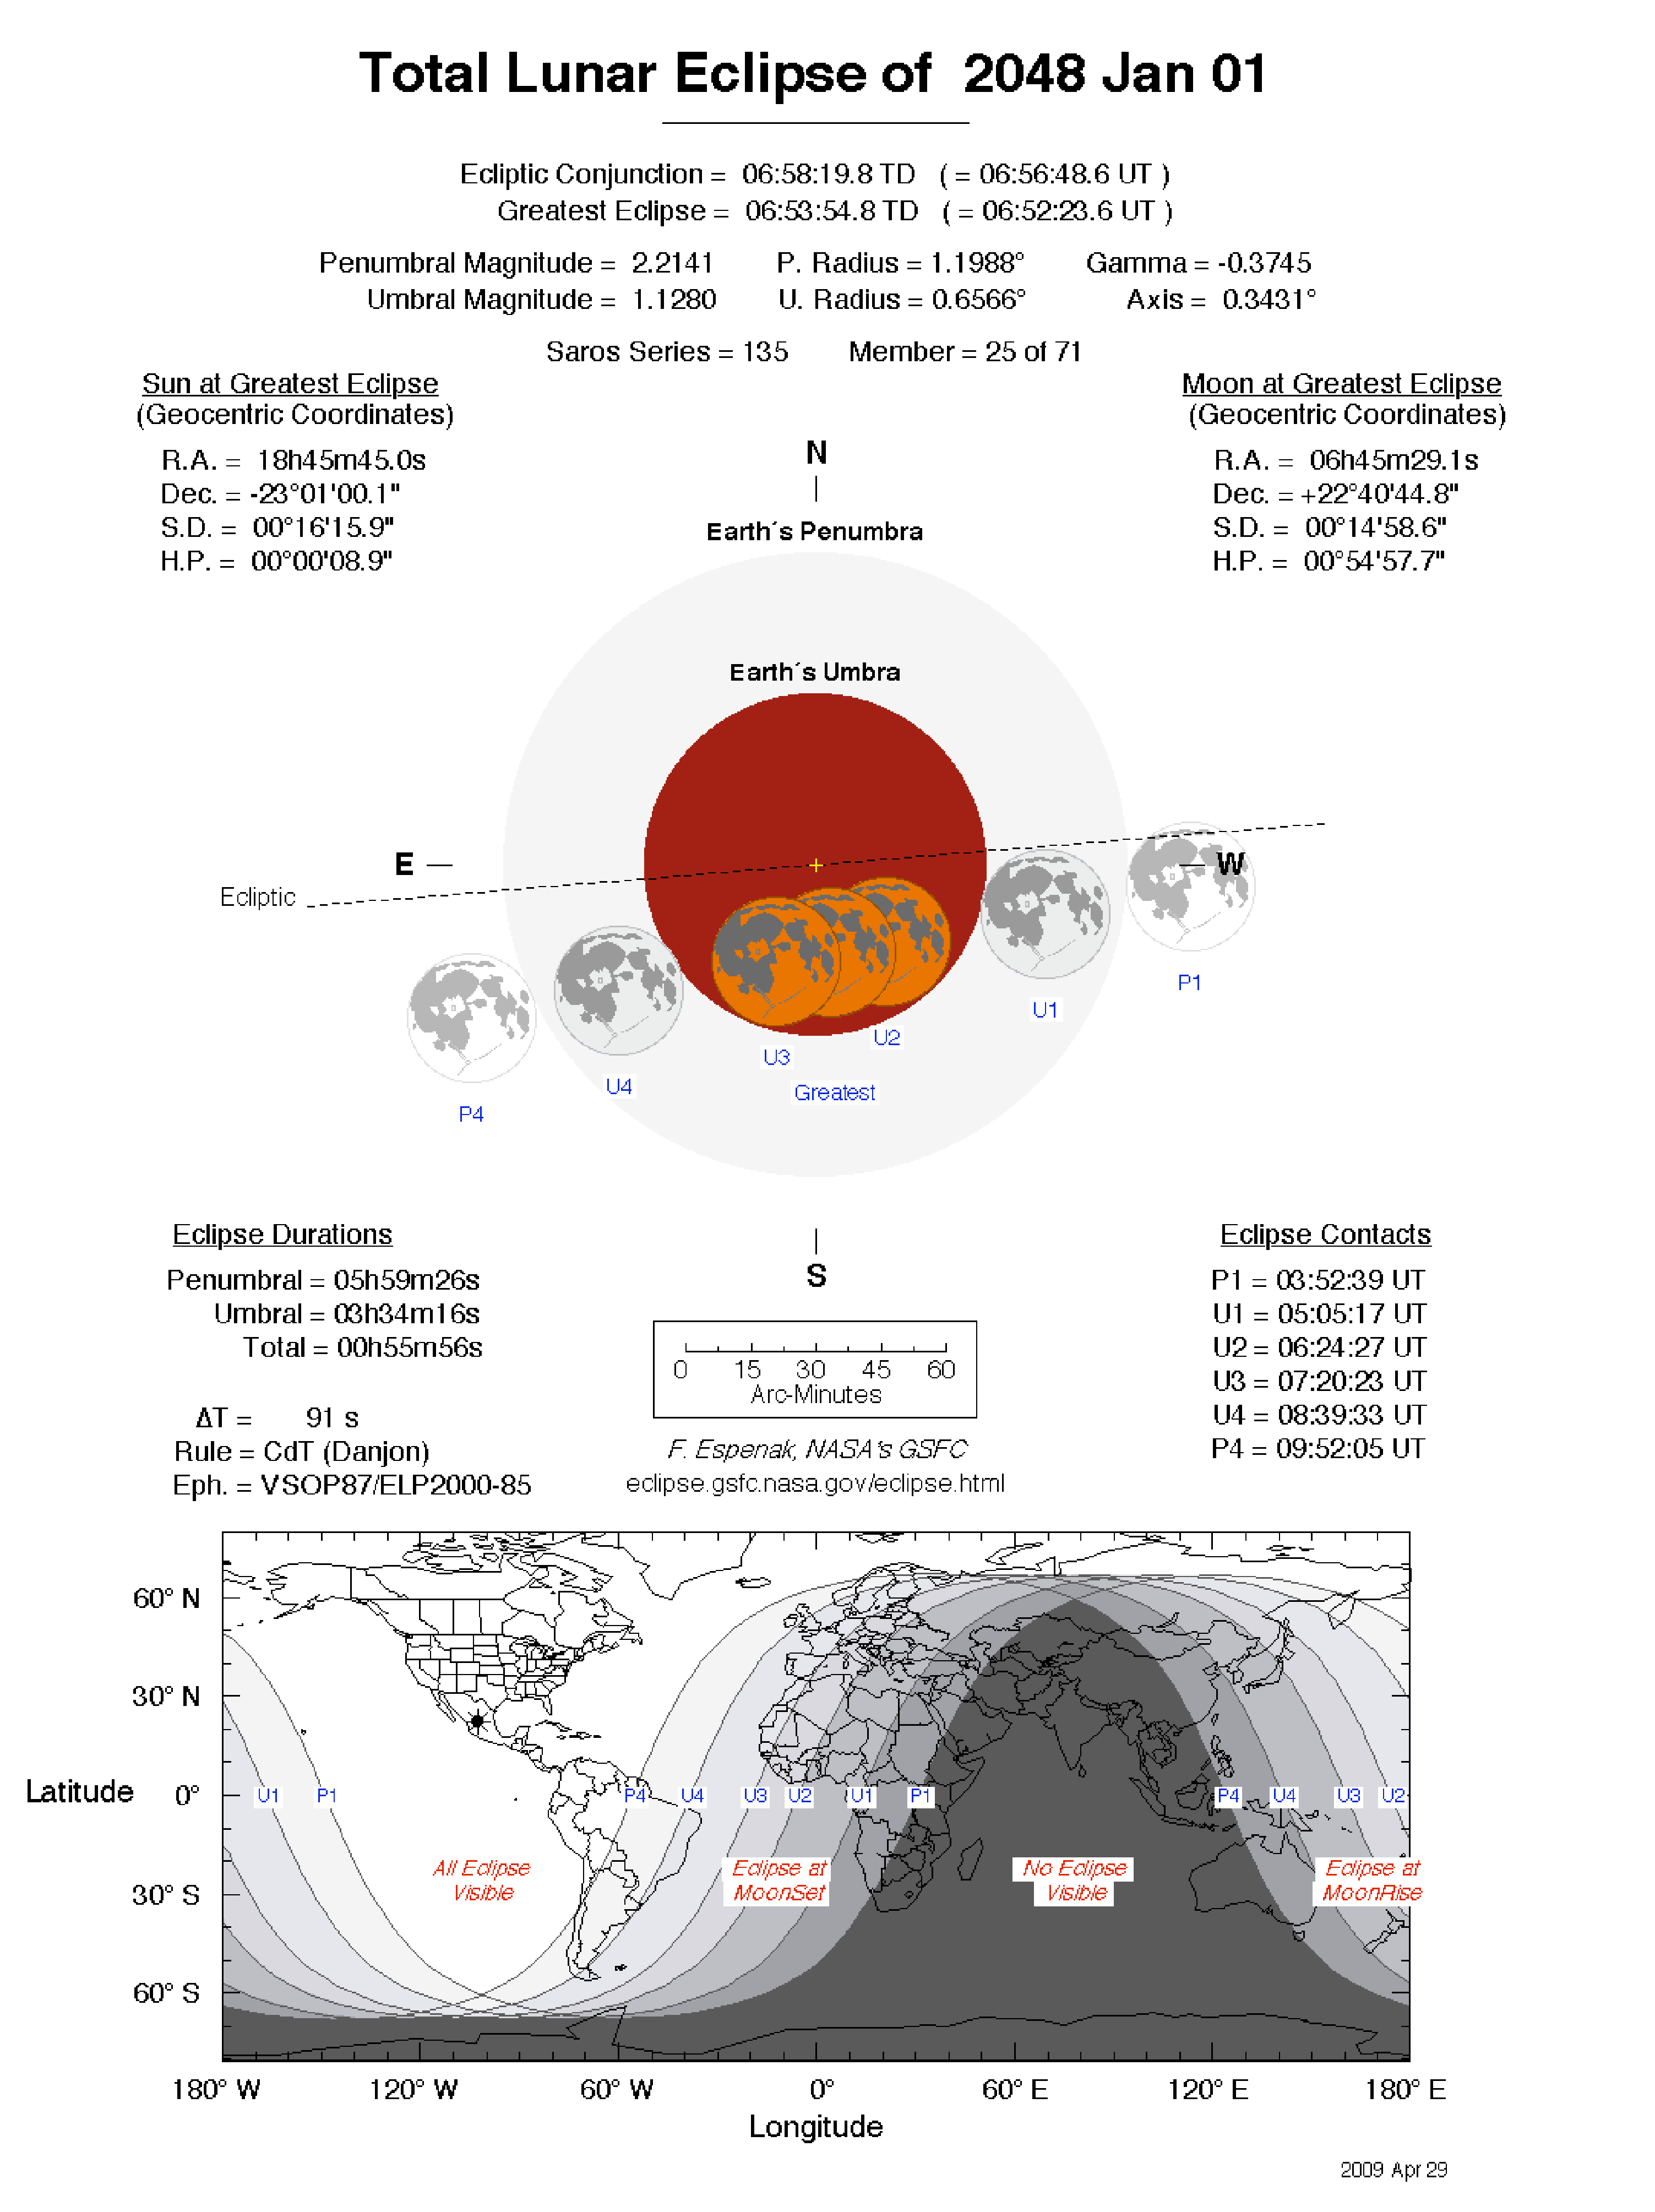 Total Lunar Eclipse of 2048 Jan 01
Ecliptic Conjunction = 06:58:19.8 TD ( = 06:56:48.6 UT )
Greatest Eclipse = 06:53:54.8 TD ( = 06:52:23.6 UT )
Penumbral Magnitude = 2.2141 P. Radius = 1.1988° Gamma = -0.3745
Umbral Magnitude = 1.1280 U. Radius = 0.6566° Axis = 0.3431°
Saros Series = 135 Member = 25 of 71
Sun at Greatest Eclipse
(Geocentric Coordinates)
R.A. = 18h45m45.0s
Dec. = -23°01'00.1"
S.D. = 00°16'15.9"
H.P. = 00°00'08.9"
Moon at Greatest Eclipse
(Geocentric Coordinates)
R.A. = 06h45m29.1s
Dec. = +22°40'44.8"
S.D. = 00°14'58.6"
H.P. = 00°54'57.7"
N
Earth´s Penumbra
Earth´s Umbra
E
W
Ecliptic
P1
U1
U2
U3
Greatest
U4
P4
S
Eclipse Durations
Penumbral = 05h59m26s
Umbral = 03h34m16s
Total = 00h55m56s
ΔT = 91 s
Rule = CdT (Danjon)
Eph. = VSOP87/ELP2000-85
0 15 30 45 60
Arc-Minutes
F. Espenak, NASA's GSFC
eclipse.gsfc.nasa.gov/eclipse.html
Eclipse Contacts
P1 = 03:52:39 UT
U1 = 05:05:17 UT
U2 = 06:24:27 UT
U3 = 07:20:23 UT
U4 = 08:39:33 UT
P4 = 09:52:05 UT
60° N
30° N
Latitude 0°
30° S
60° S
U1 P1 P4 U4 U3 U2 U1 P1 P4 U4 U3 U2
All Eclipse
Visible
Eclipse at
MoonSet
No Eclipse
Visible
Eclipse at
MoonRise
180° W 120° W 60° W 0° 60° E 120° E 180° E
Longitude
2009 Apr 29